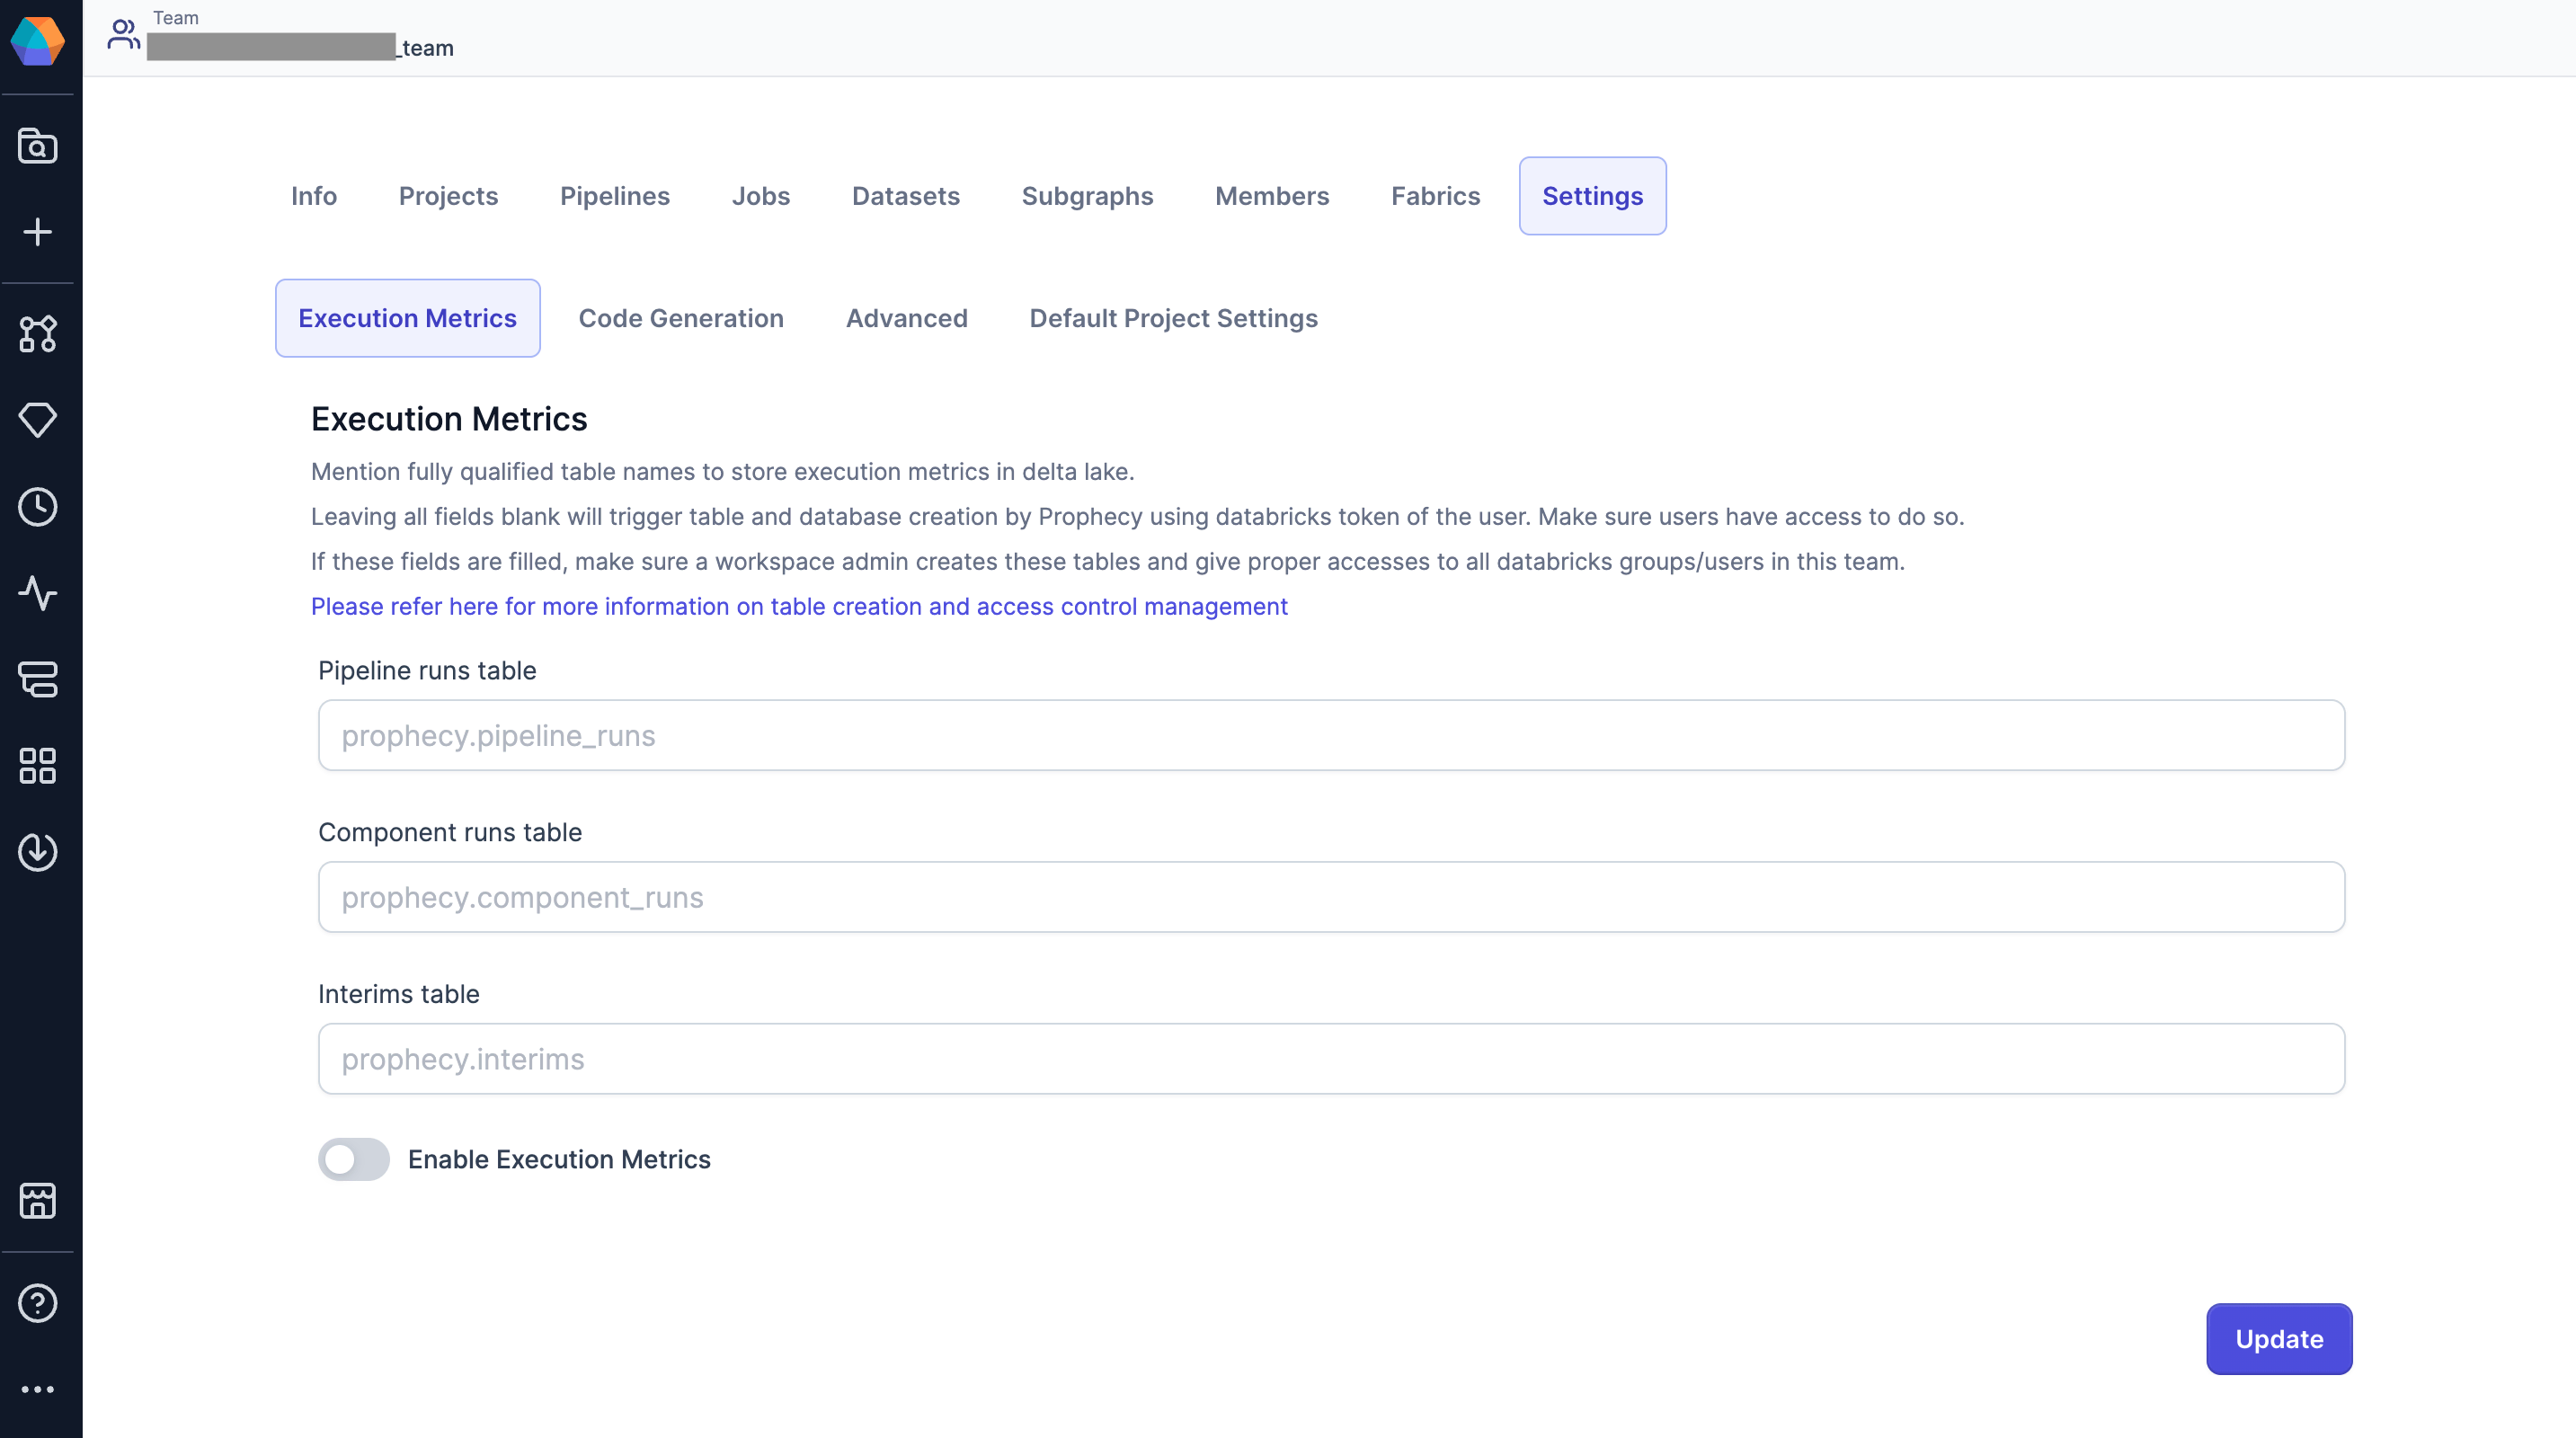 Team
_team
Info Projects Pipelines Jobs Datasets Subgraphs Members Fabrics Settings
Execution Metrics Code Generation Advanced Default Project Settings
Execution Metrics
Mention fully qualified table names to store execution metrics in delta lake.
Leaving all fields blank will trigger table and database creation by Prophecy using databricks token of the user. Make sure users have access to do so.
If these fields are filled, make sure a workspace admin creates these tables and give proper accesses to all databricks groups/users in this team.
Please refer here for more information on table creation and access control management
Pipeline runs table
prophecy.pipeline_runs
Component runs table
prophecy.component_runs
Interims table
prophecy.interims
Enable Execution Metrics
Update